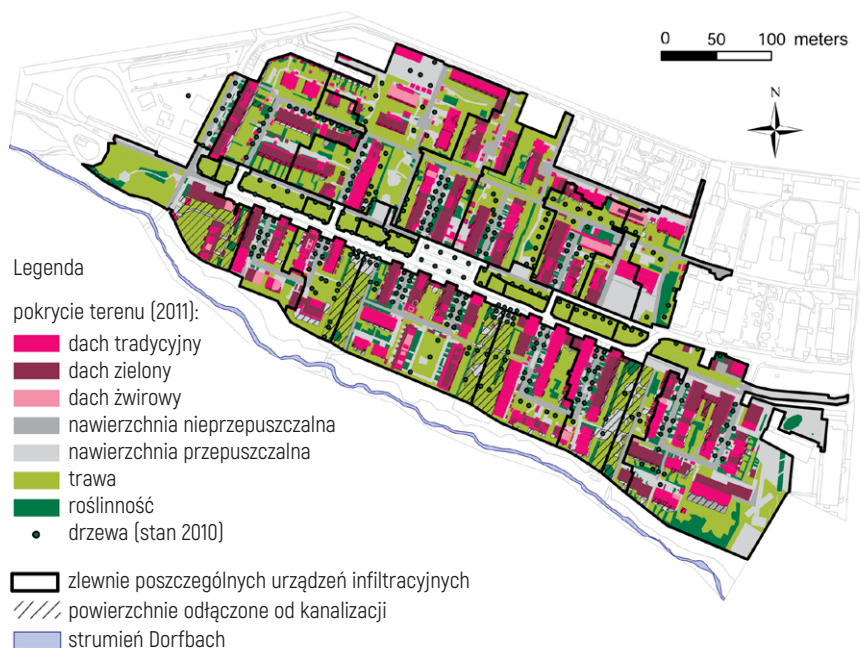 0 50 100 meters
N
Legenda
pokrycie terenu (2011):
dach tradycyjny
dach zielony
dach żwirowy
nawierzchnia nieprzepuszczalna
nawierzchnia przepuszczalna
trawa
roślinność
drzewa (stan 2010)
zlewnie poszczególnych urządzeń infiltracyjnych
powierzchnie odłączone od kanalizacji
strumień Dorfbach